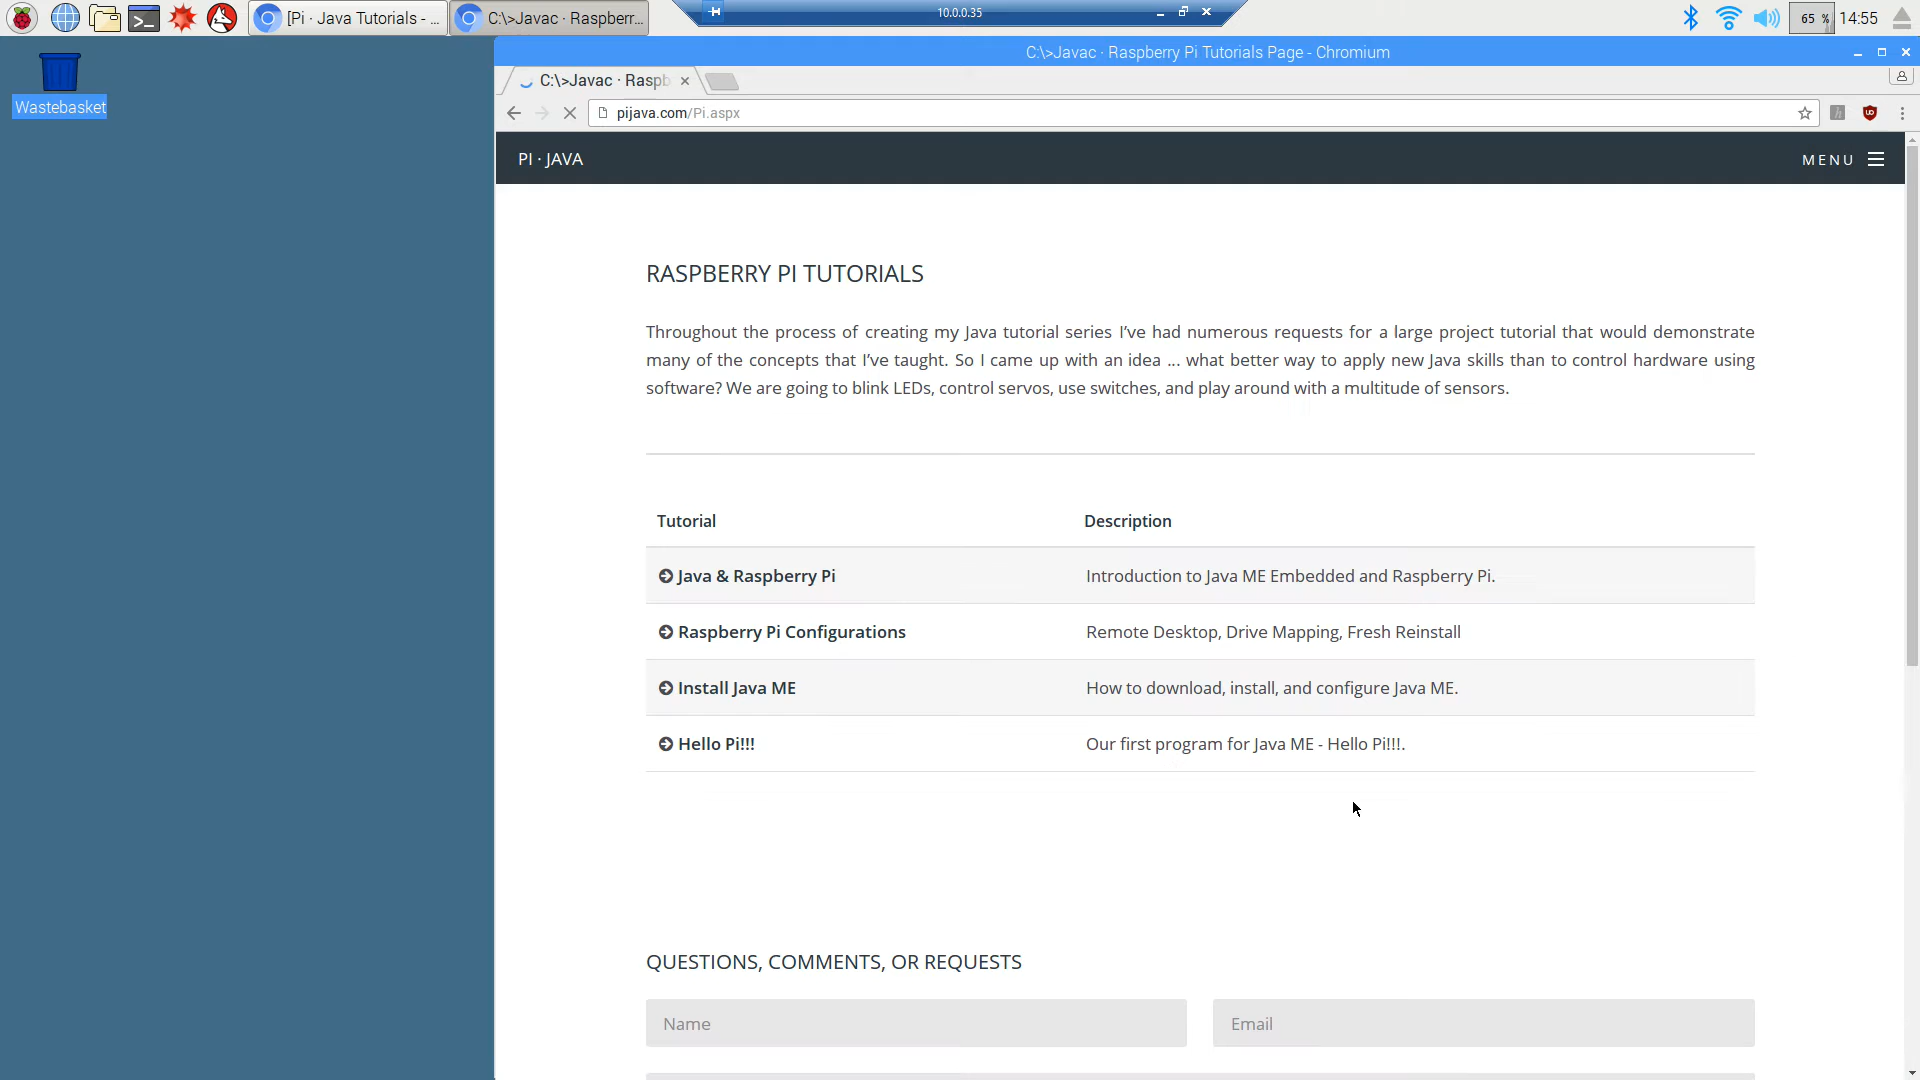 [Pi · Java Tutorials - ...
C:\>Javac · Raspberr...
10.0.0.35
65 %
14:55
Wastebasket
C:\>Javac · Raspberry Pi Tutorials Page - Chromium
C:\>Javac · Raspb
pijava.com/Pi.aspx
PI · JAVA
MENU
RASPBERRY PI TUTORIALS
Throughout the process of creating my Java tutorial series I’ve had numerous requests for a large project tutorial that would demonstrate
many of the concepts that I’ve taught. So I came up with an idea ... what better way to apply new Java skills than to control hardware using
software? We are going to blink LEDs, control servos, use switches, and play around with a multitude of sensors.
Tutorial
Description
Java & Raspberry Pi
Introduction to Java ME Embedded and Raspberry Pi.
Raspberry Pi Configurations
Remote Desktop, Drive Mapping, Fresh Reinstall
Install Java ME
How to download, install, and configure Java ME.
Hello Pi!!!
Our first program for Java ME - Hello Pi!!!.
QUESTIONS, COMMENTS, OR REQUESTS
Name
Email